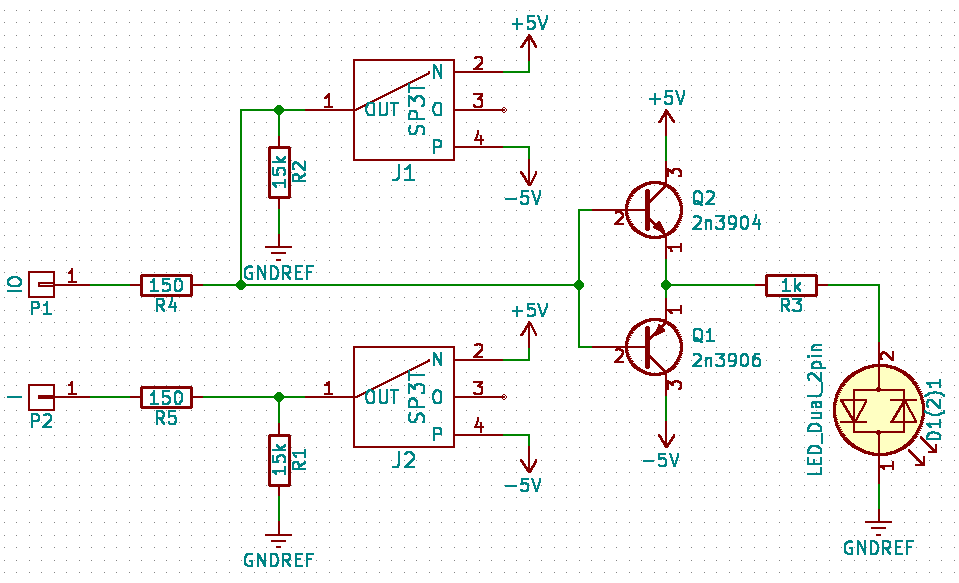 +5V
2
N
1
OUT
SP3T
O
3
P
4
15k
R2
J1
-5V
GNDREF
+5V
3
Q2
2n3904
2
1
IO
1
P1
150
R4
1k
R3
+5V
1
Q1
2n3906
2
3
-5V
2
N
1
OUT
SP3T
O
3
P
4
I
1
P2
150
R5
15k
R1
J2
-5V
GNDREF
LED_Dual_2pin
2
D1(2)1
1
GNDREF